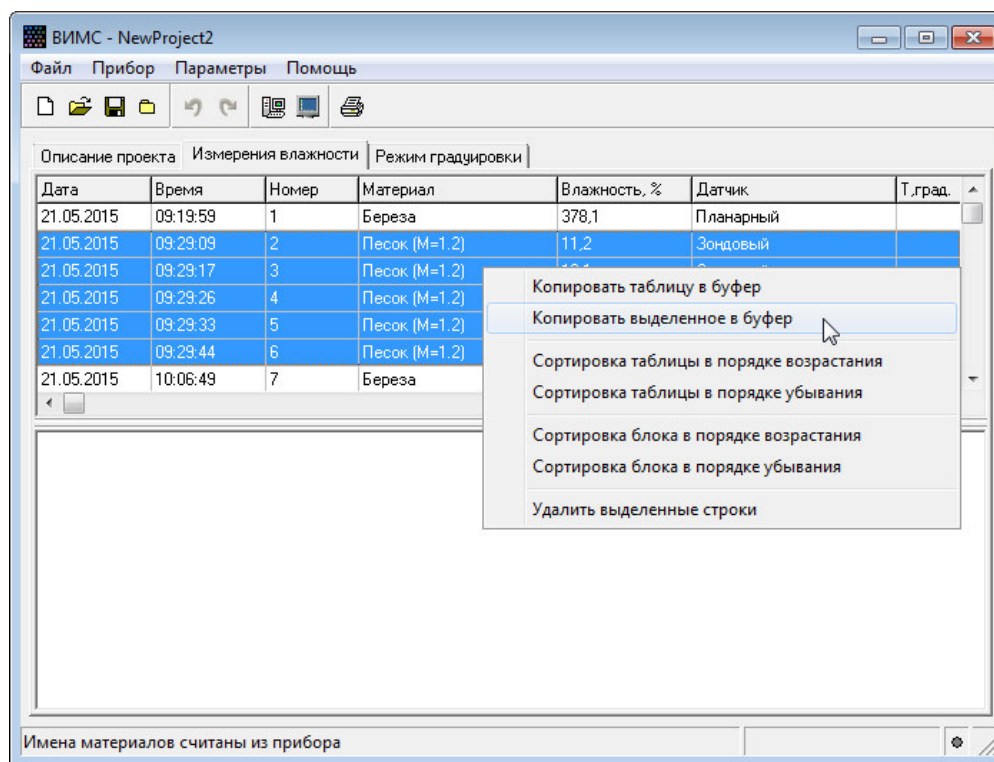 ВИМС - NewProject2
Файл Прибор Параметры Помощь
Описание проекта Измерения влажности Режим градуировки
Дата Время Номер Материал Влажность, % Датчик Т,град.
21.05.2015 09:19:59 1 Береза 378,1 Планарный
21.05.2015 09:29:09 2 Песок (М=1.2) 11,2 Зондовый
21.05.2015 09:29:17 3 Песок (М=1.2)
21.05.2015 09:29:26 4 Песок (М=1.2)
21.05.2015 09:29:33 5 Песок (М=1.2)
21.05.2015 09:29:44 6 Песок (М=1.2)
21.05.2015 10:06:49 7 Береза
Копировать таблицу в буфер
Копировать выделенное в буфер
Сортировка таблицы в порядке возрастания
Сортировка таблицы в порядке убывания
Сортировка блока в порядке возрастания
Сортировка блока в порядке убывания
Удалить выделенные строки
Имена материалов считаны из прибора